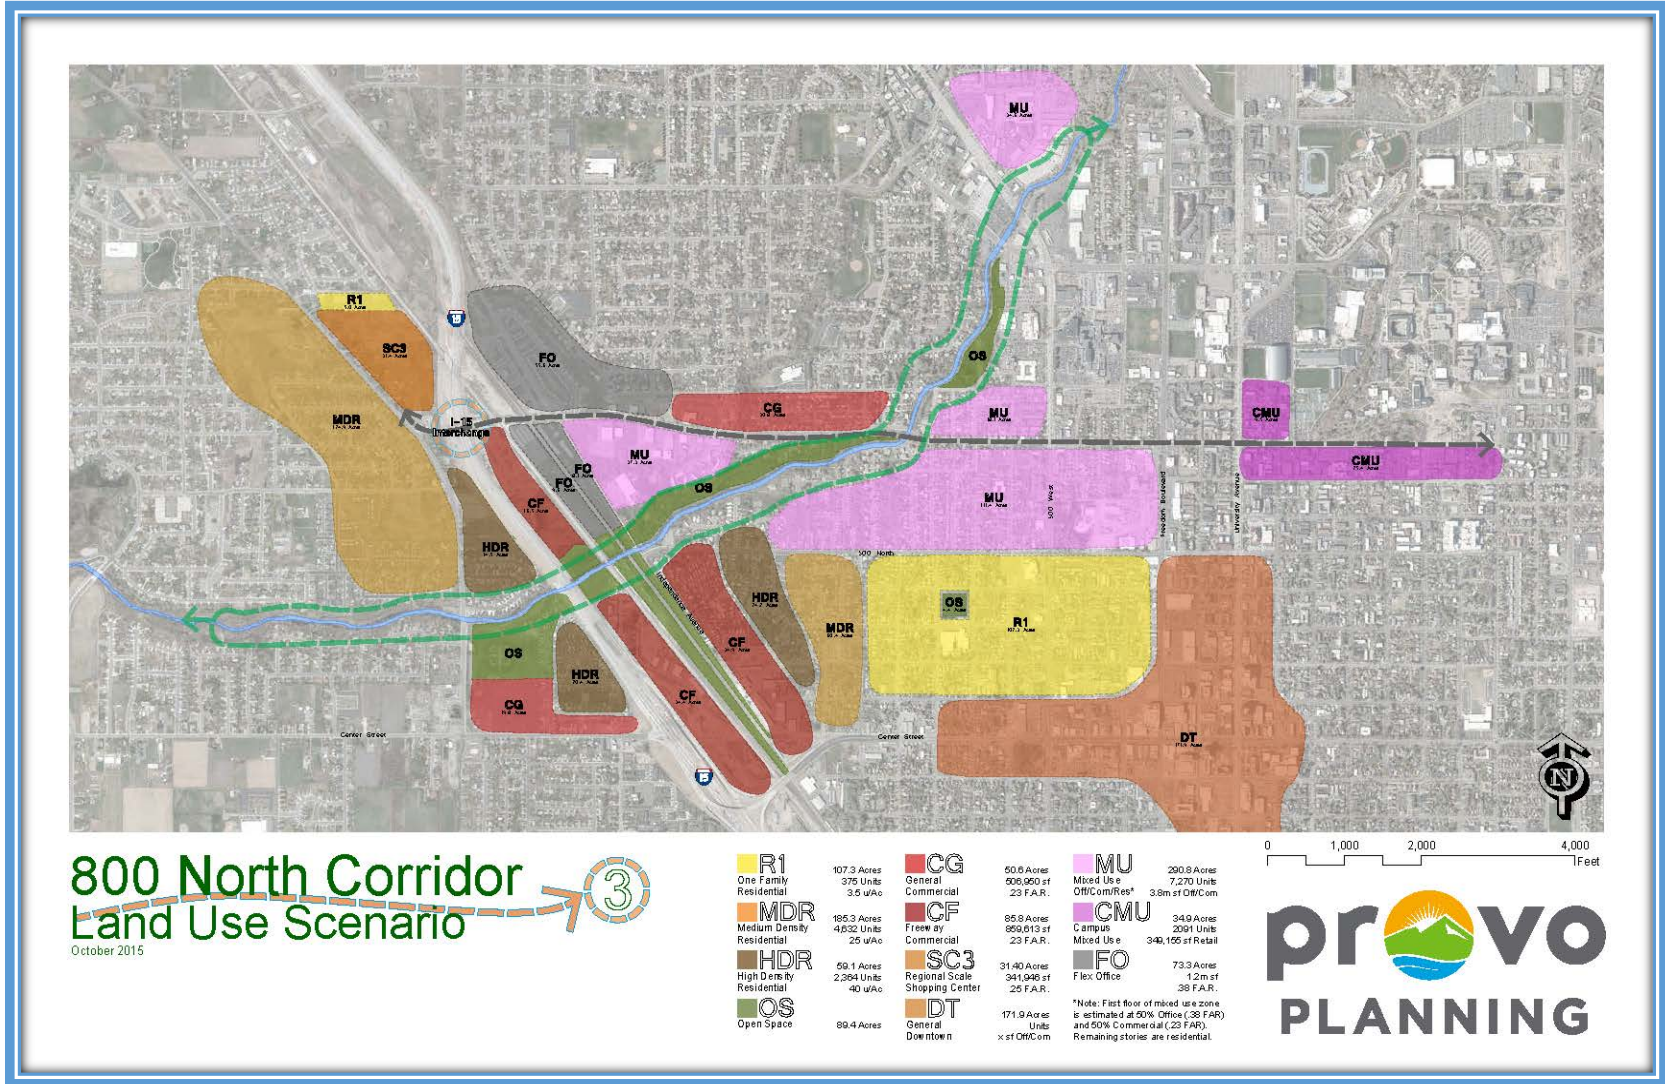 MU
R1
15
SC3
FO
OS
CG
MDR
MU
CMU
I-15
Interchange
MU
FO
CMU
FO
OS
CF
MU
500 West
Freedom Boulevard
University Avenue
HDR
500 North
Independence Avenue
HDR
OS
R1
MDR
CF
OS
HDR
CF
CG
Center Street
Center Street
DT
15
N
800 North Corridor
Land Use Scenario
3
October 2015
R1
107.3 Acres
One Family
375 Units
Residential
3.5 u/Ac
MDR
185.3 Acres
Medium Density
4,632 Units
Residential
25 u/Ac
HDR
59.1 Acres
High Density
2,364 Units
Residential
40 u/Ac
OS
Open Space
89.4 Acres
CG
50.6 Acres
General
506,950 sf
Commercial
.23 F.A.R.
CF
85.8 Acres
Freeway
859,613 sf
Commercial
.23 F.A.R.
SC3
31.40 Acres
Regional Scale
341,946 sf
Shopping Center
.25 F.A.R.
DT
171.9 Acres
General
Units
Downtown
x sf Off/Com
MU
290.8 Acres
Mixed Use
7,270 Units
Off/Com/Res*
3.8m sf Off/Com
CMU
34.9 Acres
Campus
2091 Units
Mixed Use
349,155 sf Retail
FO
73.3 Acres
Flex Office
1.2m sf
.38 F.A.R.
*Note: First floor of mixed use zone
is estimated at 50% Office (.38 FAR)
and 50% Commercial (.23 FAR).
Remaining stories are residential.
0 1,000 2,000 4,000
Feet
provo
PLANNING